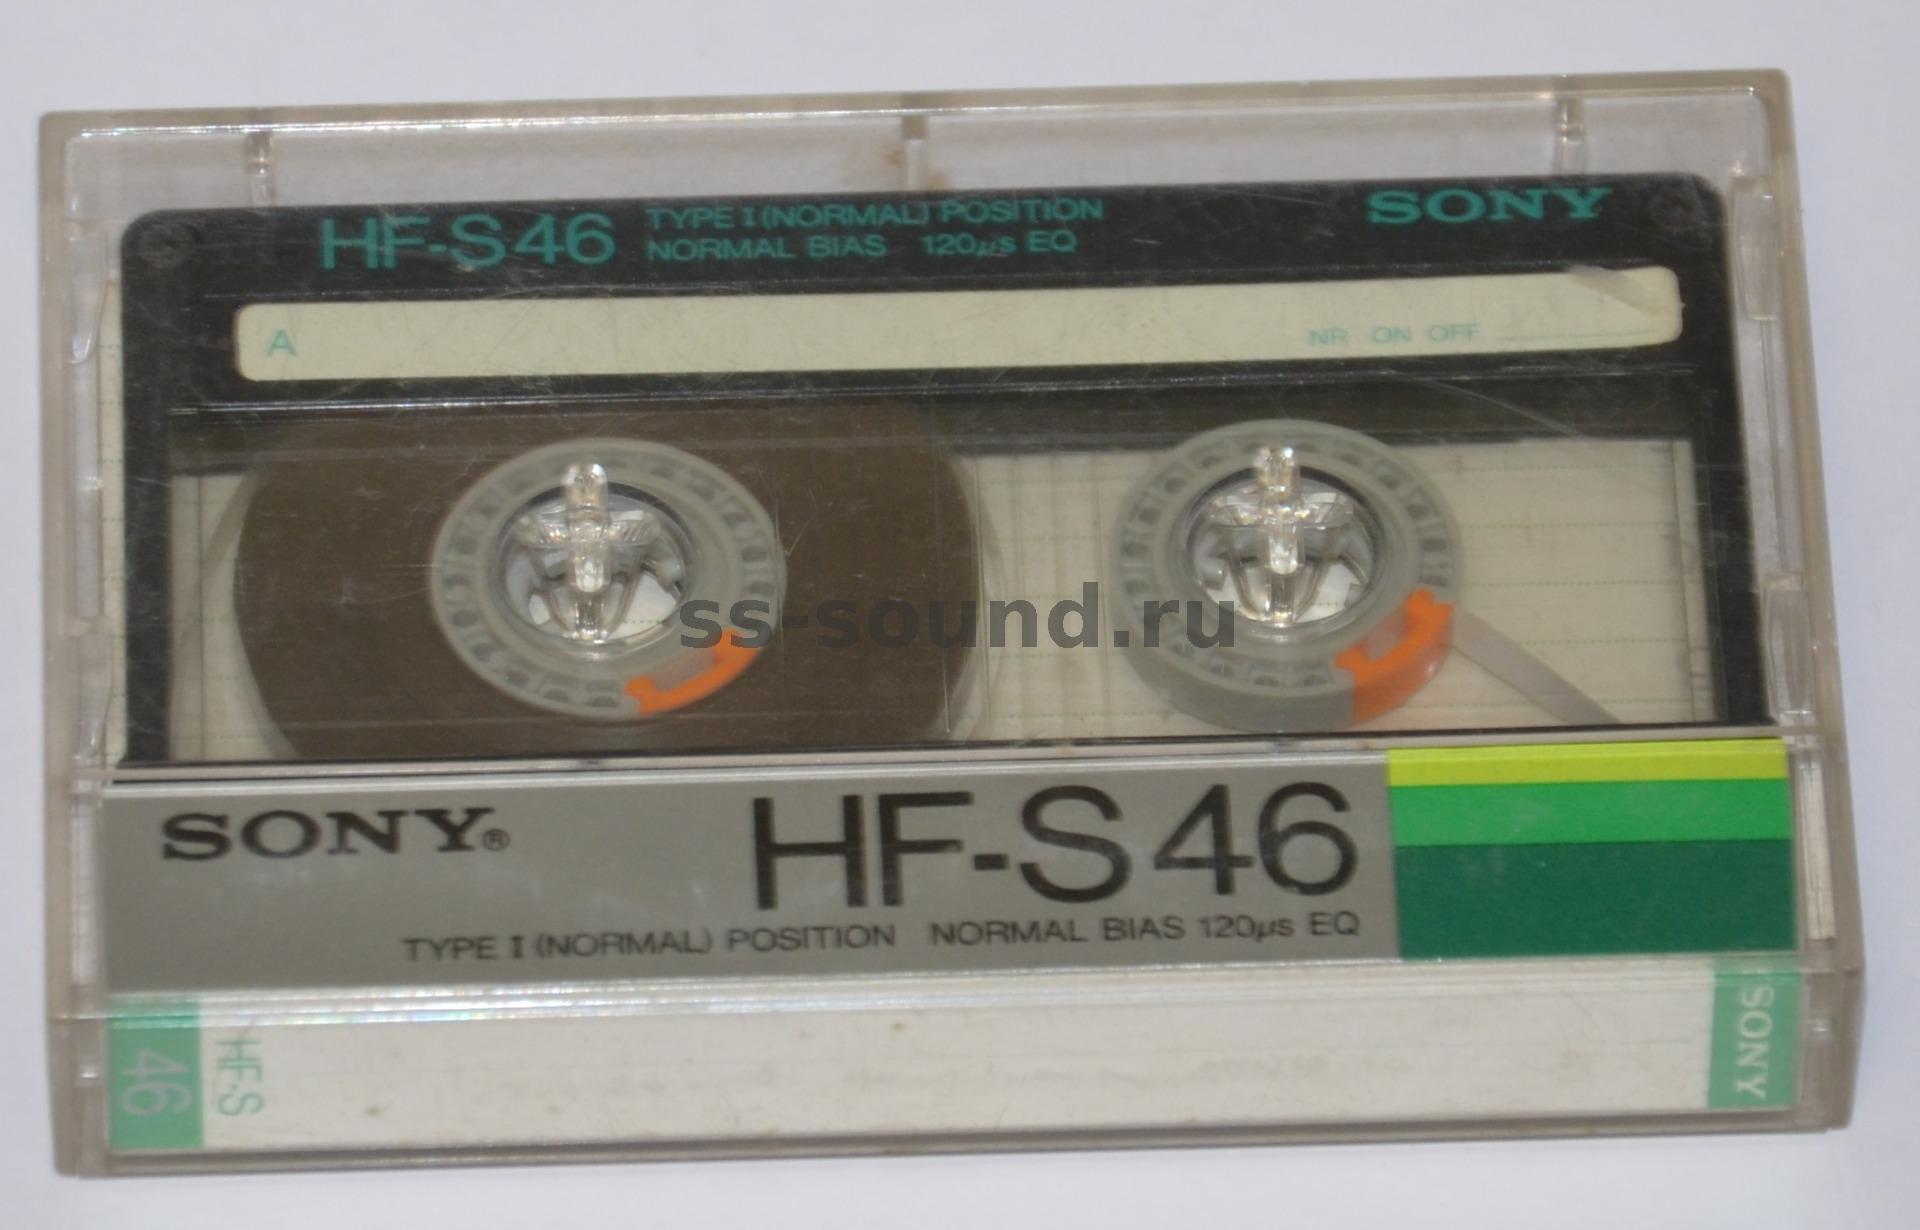 HF-S46
TYPE I (NORMAL) POSITION
NORMAL BIAS 120µs EQ
SONY
A
NR ON OFF
ss-sound.ru
SONY®
HF-S46
TYPE I (NORMAL) POSITION NORMAL BIAS 120µs EQ
46
HF-S
SONY